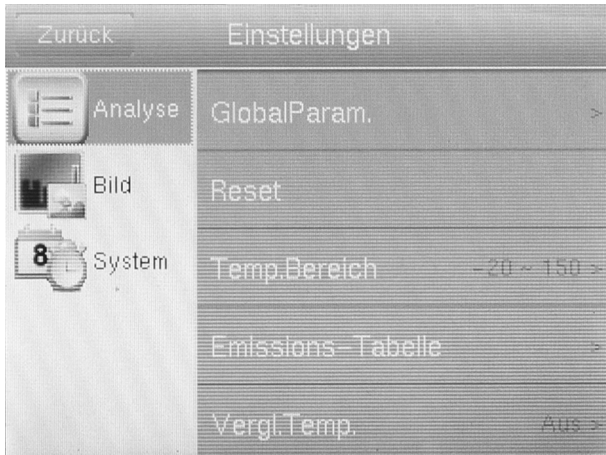 Zurück
Einstellungen
Analyse
Bild
8
System
GlobalParam. >
Reset
Temp.Bereich -20 ~ 150 >
Emissions-Tabelle >
Vergl.Temp. Aus >